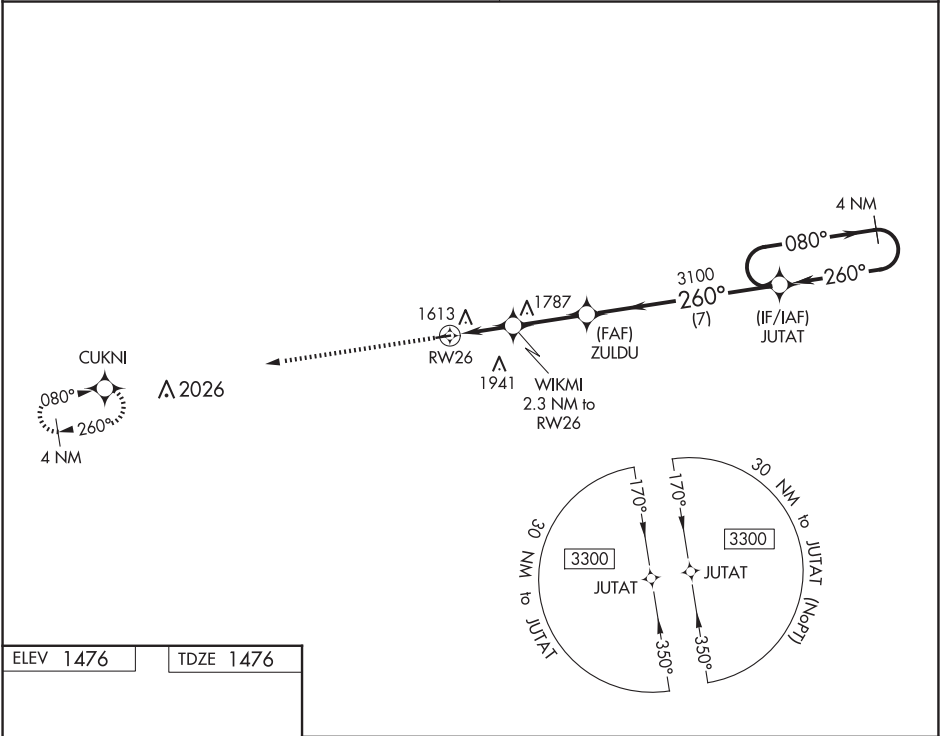 4 NM
080°
260°
3100
260°
(7)
(IF/IAF)
JUTAT
1613
1787
(FAF)
ZULDU
RW26
1941
WIKMI
2.3 NM to
RW26
CUKNI
2026
080°
260°
4 NM
30 NM to JUTAT
170°
3300
JUTAT
350°
30 NM to JUTAT (NoPT)
170°
3300
JUTAT
350°
ELEV 1476
TDZE 1476